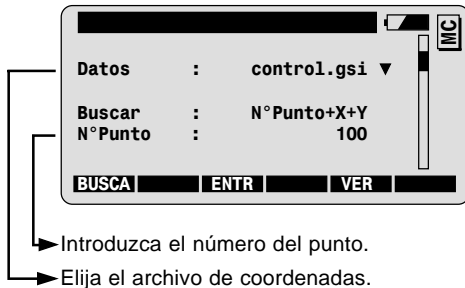 MC
Datos : control.gsi ▼
Buscar : N°Punto+X+Y
N°Punto : 100
BUSCA ENTR VER
Introduzca el número del punto.
Elija el archivo de coordenadas.